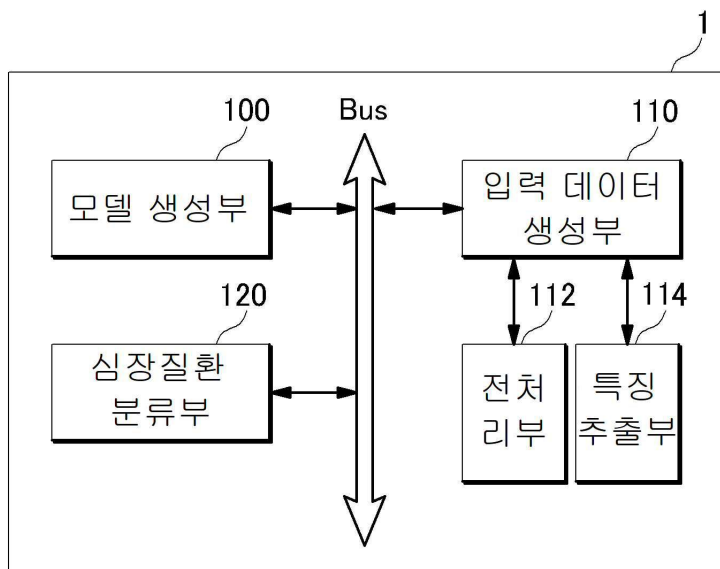 1
100
Bus
110
모델 생성부
입력 데이터
생성부
120
112
114
심장질환
분류부
전처
리부
특징
추출부